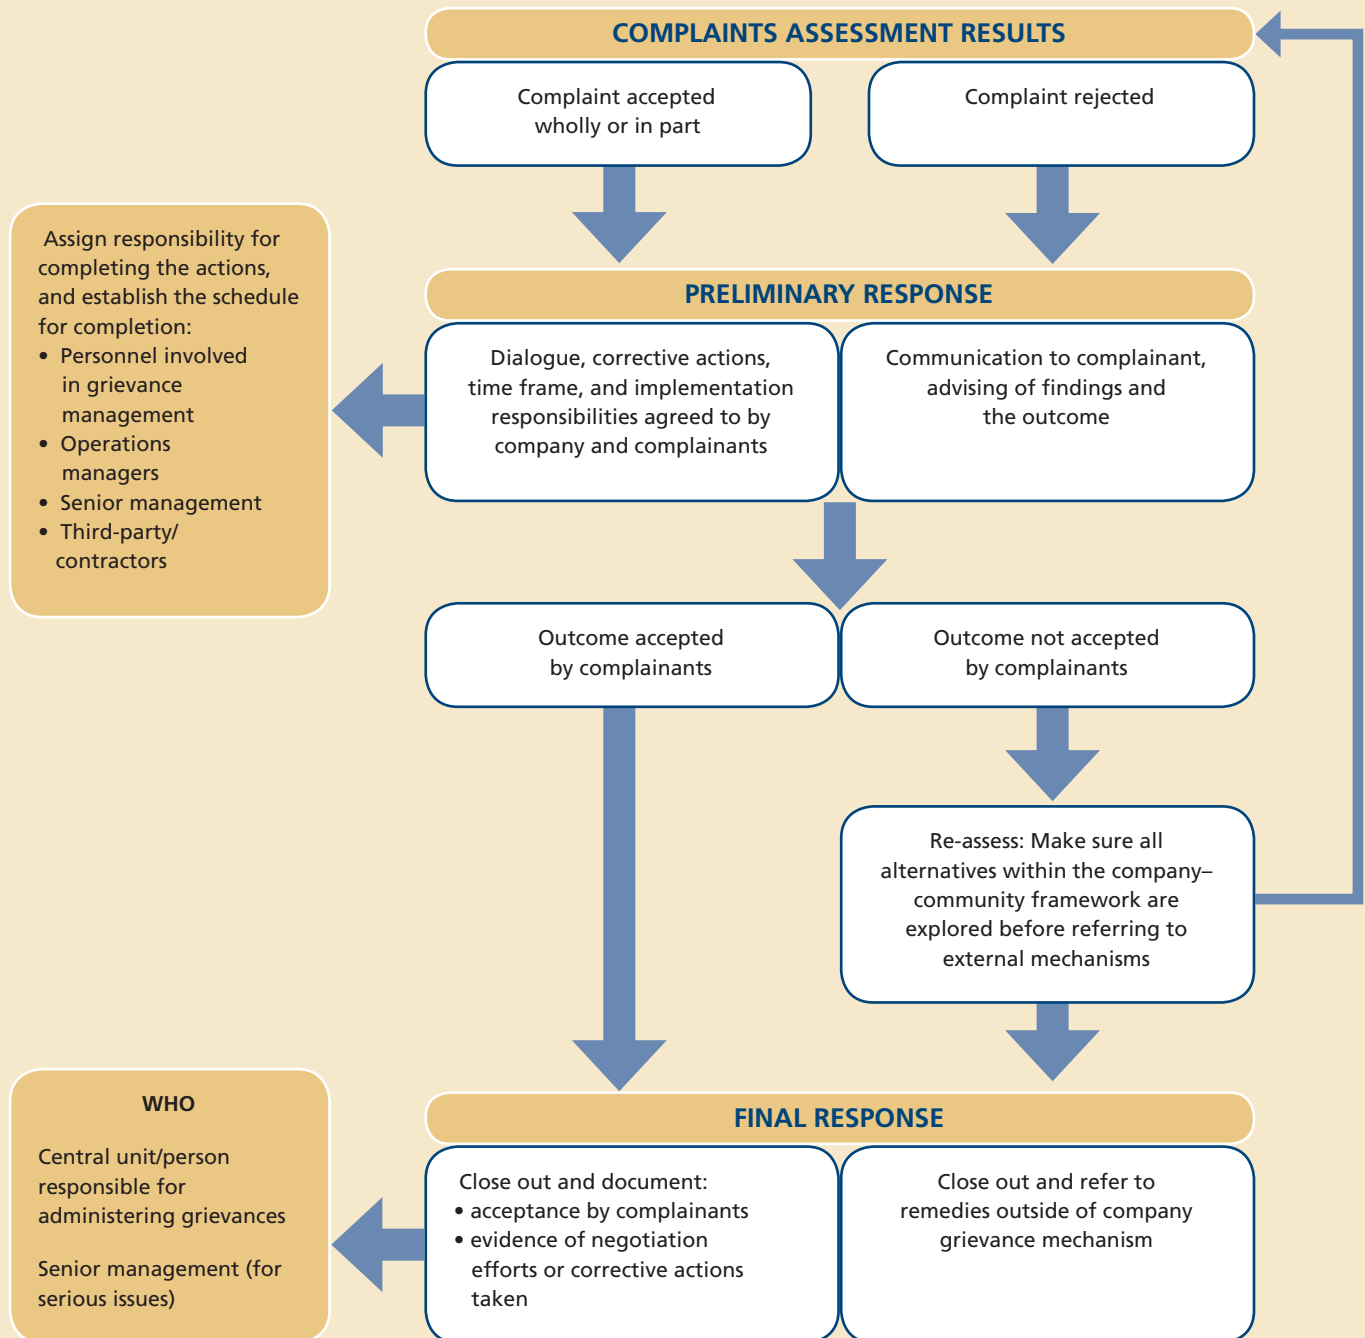 COMPLAINTS ASSESSMENT RESULTS
Complaint accepted
wholly or in part
Complaint rejected
Assign responsibility for
completing the actions,
and establish the schedule
for completion:
• Personnel involved
in grievance
management
• Operations
managers
• Senior management
• Third-party/
contractors
PRELIMINARY RESPONSE
Dialogue, corrective actions,
time frame, and implementation
responsibilities agreed to by
company and complainants
Communication to complainant,
advising of findings and
the outcome
Outcome accepted
by complainants
Outcome not accepted
by complainants
Re-assess: Make sure all
alternatives within the company–
community framework are
explored before referring to
external mechanisms
WHO
Central unit/person
responsible for
administering grievances
Senior management (for
serious issues)
FINAL RESPONSE
Close out and document:
• acceptance by complainants
• evidence of negotiation
efforts or corrective actions
taken
Close out and refer to
remedies outside of company
grievance mechanism